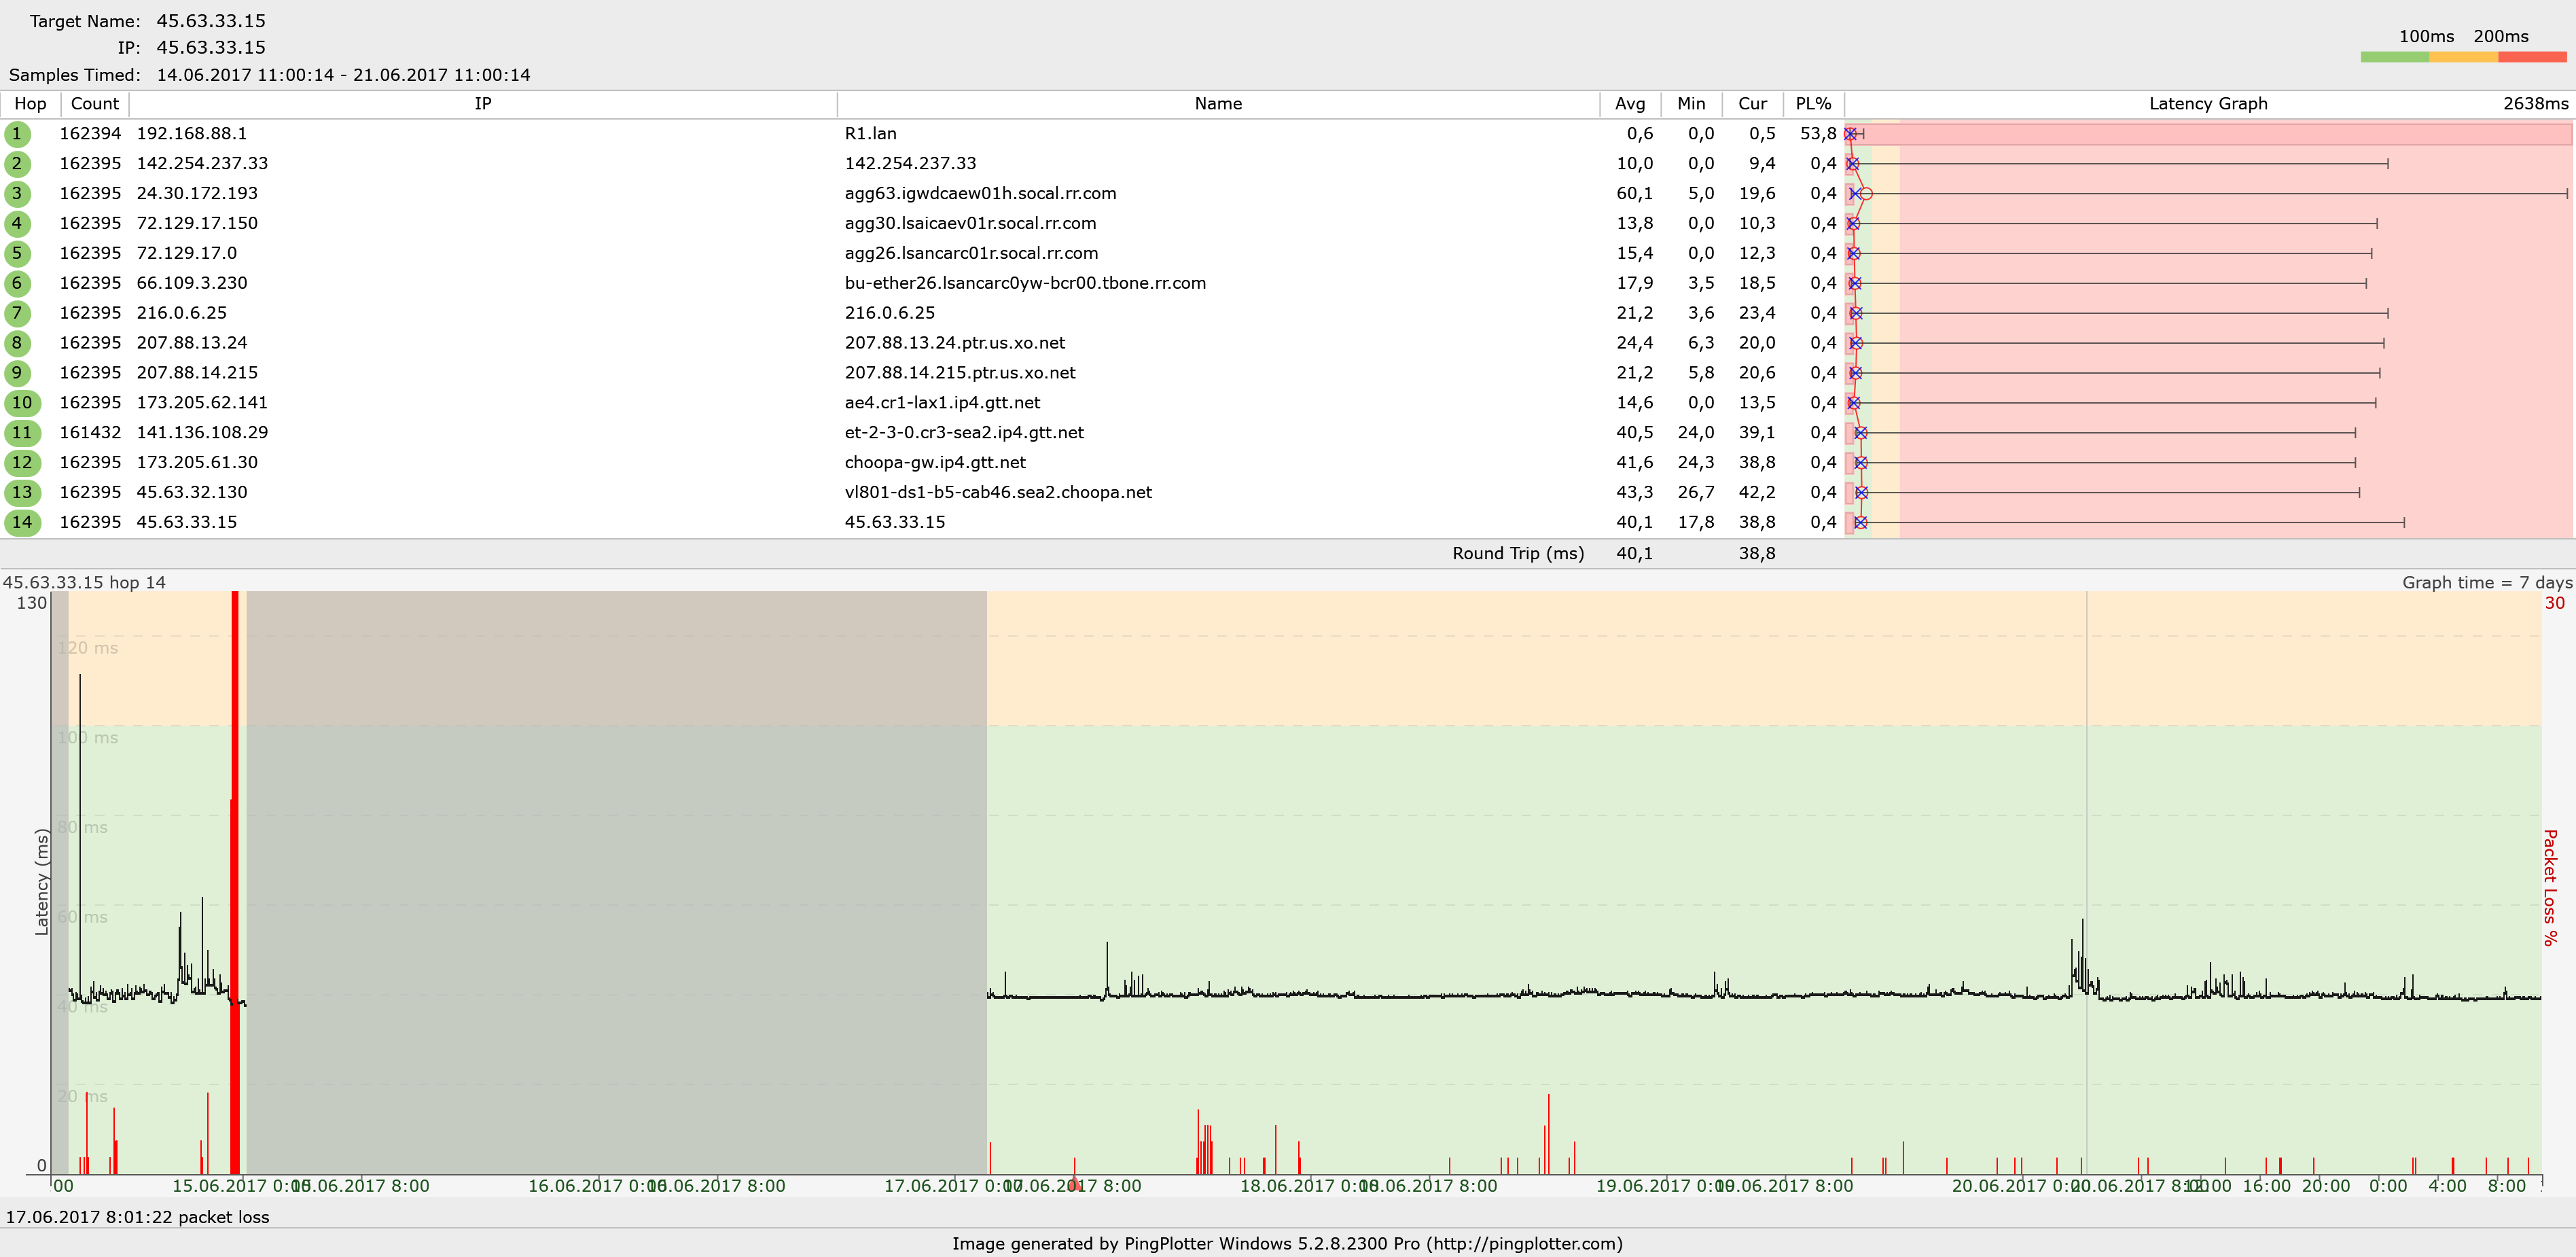 Target Name: 45.63.33.15
IP: 45.63.33.15
Samples Timed: 14.06.2017 11:00:14 - 21.06.2017 11:00:14
100ms 200ms
Hop Count IP Name Avg Min Cur PL% Latency Graph 2638ms
1 162394 192.168.88.1 R1.lan 0,6 0,0 0,5 53,8
2 162395 142.254.237.33 142.254.237.33 10,0 0,0 9,4 0,4
3 162395 24.30.172.193 agg63.igwdcaew01h.socal.rr.com 60,1 5,0 19,6 0,4
4 162395 72.129.17.150 agg30.lsaicaev01r.socal.rr.com 13,8 0,0 10,3 0,4
5 162395 72.129.17.0 agg26.lsancarc01r.socal.rr.com 15,4 0,0 12,3 0,4
6 162395 66.109.3.230 bu-ether26.lsancarc0yw-bcr00.tbone.rr.com 17,9 3,5 18,5 0,4
7 162395 216.0.6.25 216.0.6.25 21,2 3,6 23,4 0,4
8 162395 207.88.13.24 207.88.13.24.ptr.us.xo.net 24,4 6,3 20,0 0,4
9 162395 207.88.14.215 207.88.14.215.ptr.us.xo.net 21,2 5,8 20,6 0,4
10 162395 173.205.62.141 ae4.cr1-lax1.ip4.gtt.net 14,6 0,0 13,5 0,4
11 161432 141.136.108.29 et-2-3-0.cr3-sea2.ip4.gtt.net 40,5 24,0 39,1 0,4
12 162395 173.205.61.30 choopa-gw.ip4.gtt.net 41,6 24,3 38,8 0,4
13 162395 45.63.32.130 vl801-ds1-b5-cab46.sea2.choopa.net 43,3 26,7 42,2 0,4
14 162395 45.63.33.15 45.63.33.15 40,1 17,8 38,8 0,4
Round Trip (ms) 40,1 38,8
45.63.33.15 hop 14 Graph time = 7 days
130 30
120 ms
100 ms
80 ms
60 ms
40 ms
20 ms
0
Latency (ms)
Packet Loss %
00 15.06.2017 0:00 15.06.2017 8:00 16.06.2017 0:00 16.06.2017 8:00 17.06.2017 0:00 17.06.2017 8:00 18.06.2017 0:00 18.06.2017 8:00 19.06.2017 0:00 19.06.2017 8:00 20.06.2017 0:00 20.06.2017 8:00 12:00 16:00 20:00 0:00 4:00 8:00
17.06.2017 8:01:22 packet loss
Image generated by PingPlotter Windows 5.2.8.2300 Pro (http://pingplotter.com)